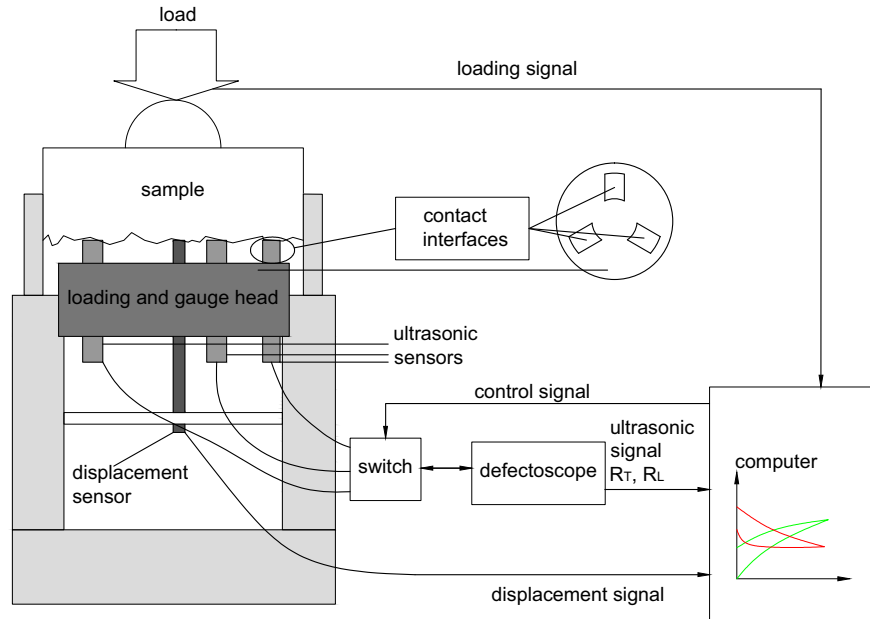 load
loading signal
sample
contact
interfaces
loading and gauge head
ultrasonic
sensors
control signal
ultrasonic
signal
RT, RL
switch
defectoscope
computer
displacement
sensor
displacement signal